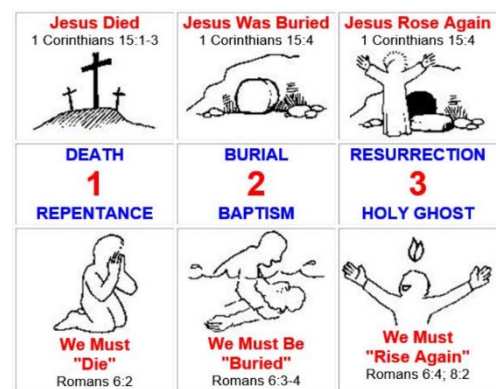 Jesus Died
1 Corinthians 15:1-3
Jesus Was Buried
1 Corinthians 15:4
Jesus Rose Again
1 Corinthians 15:4
DEATH
1
REPENTANCE
BURIAL
2
BAPTISM
RESURRECTION
3
HOLY GHOST
We Must
"Die"
Romans 6:2
We Must Be
"Buried"
Romans 6:3-4
We Must
"Rise Again"
Romans 6:4; 8:2